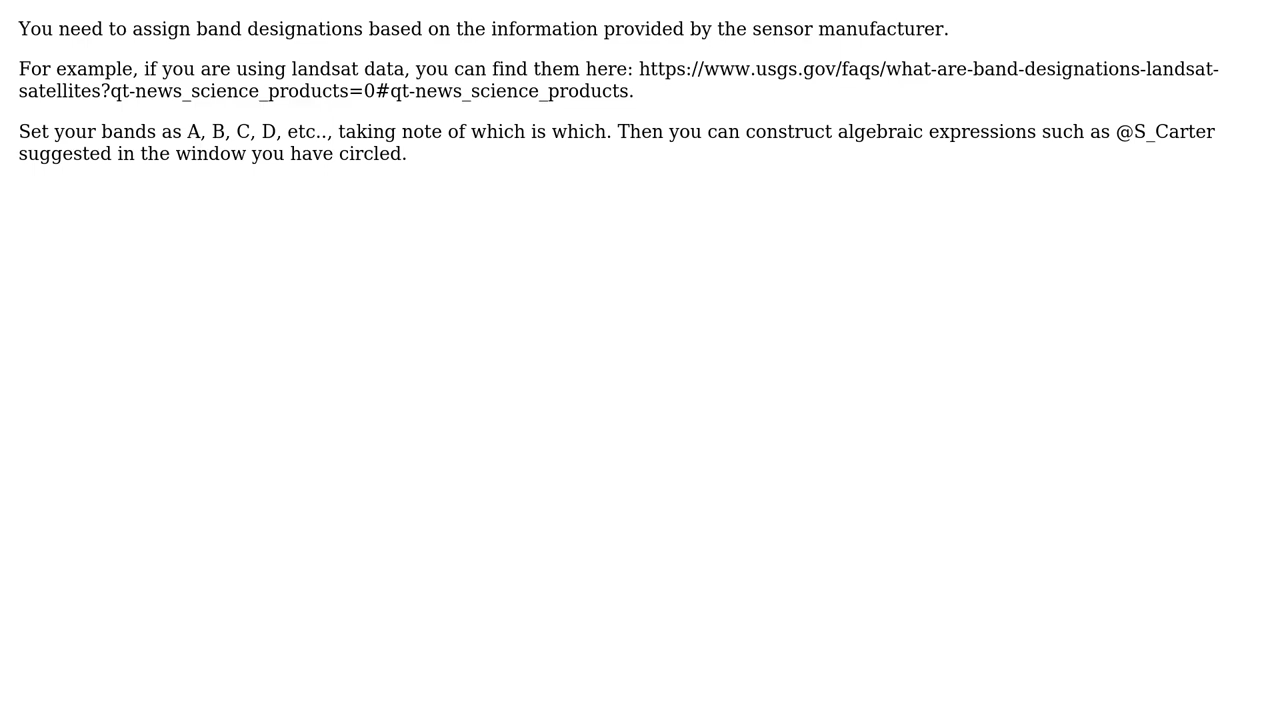 You need to assign band designations based on the information provided by the sensor manufacturer.
For example, if you are using landsat data, you can find them here: https://www.usgs.gov/faqs/what-are-band-designations-landsat-
satellites?qt-news_science_products=0#qt-news_science_products.
Set your bands as A, B, C, D, etc.., taking note of which is which. Then you can construct algebraic expressions such as @S_Carter
suggested in the window you have circled.